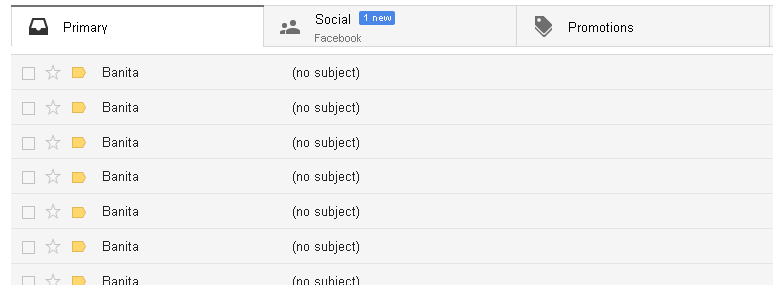 Primary
Social 1 new
Facebook
Promotions
Banita (no subject)
Banita (no subject)
Banita (no subject)
Banita (no subject)
Banita (no subject)
Banita (no subject)
Banita (no subject)